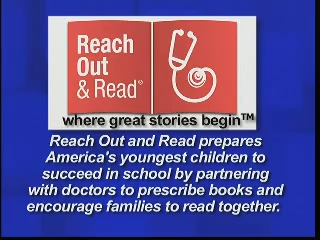 Reach
Out
& Read®
where great stories begin™
Reach Out and Read prepares
America's youngest children to
succeed in school by partnering
with doctors to prescribe books and
encourage families to read together.